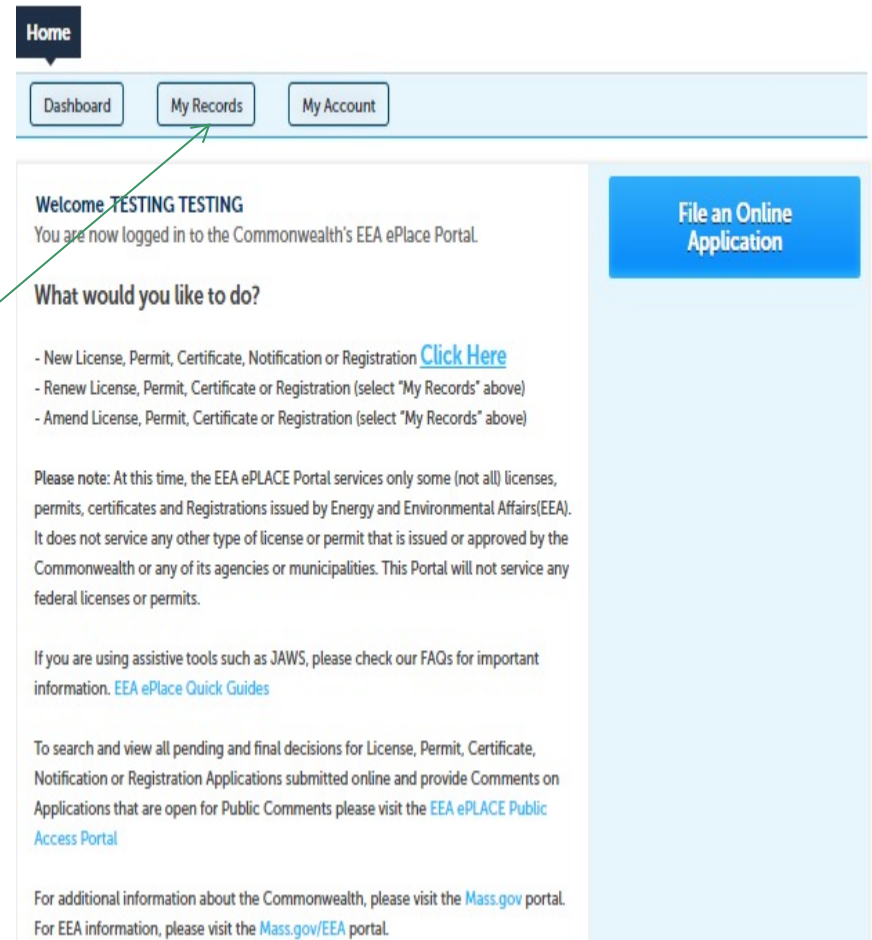 Home
Dashboard My Records My Account
Welcome TESTING TESTING
You are now logged in to the Commonwealth's EEA ePlace Portal.
What would you like to do?
- New License, Permit, Certificate, Notification or Registration Click Here
- Renew License, Permit, Certificate or Registration (select "My Records" above)
- Amend License, Permit, Certificate or Registration (select "My Records" above)
Please note: At this time, the EEA ePLACE Portal services only some (not all) licenses,
permits, certificates and Registrations issued by Energy and Environmental Affairs(EEA).
It does not service any other type of license or permit that is issued or approved by the
Commonwealth or any of its agencies or municipalities. This Portal will not service any
federal licenses or permits.
If you are using assistive tools such as JAWS, please check our FAQs for important
information. EEA ePlace Quick Guides
To search and view all pending and final decisions for License, Permit, Certificate,
Notification or Registration Applications submitted online and provide Comments on
Applications that are open for Public Comments please visit the EEA ePLACE Public
Access Portal
For additional information about the Commonwealth, please visit the Mass.gov portal.
For EEA information, please visit the Mass.gov/EEA portal.
File an Online
Application